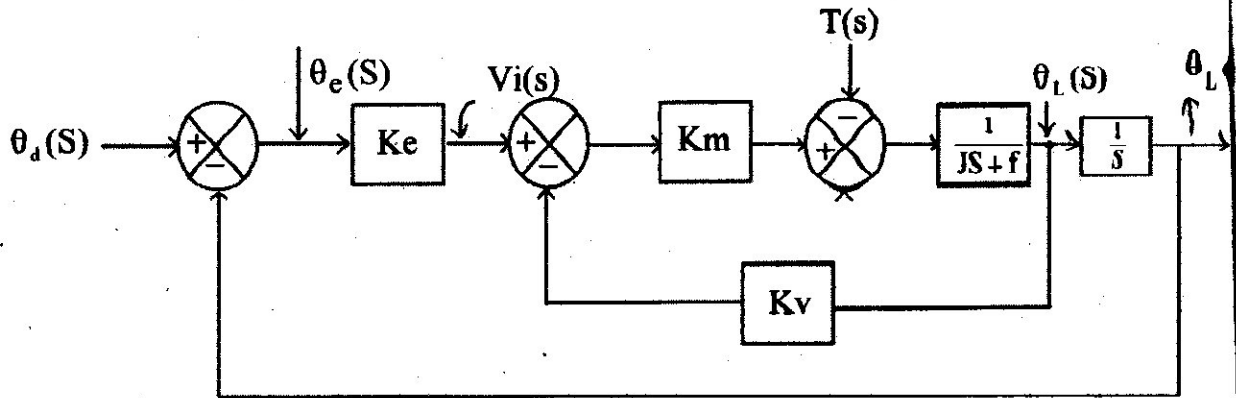 T(s)
θe(S)
Vi(s)
θL(S)
θL
θd(S)
+
−
Ke
+
−
Km
−
+
1
JS + f
1
S
Kv